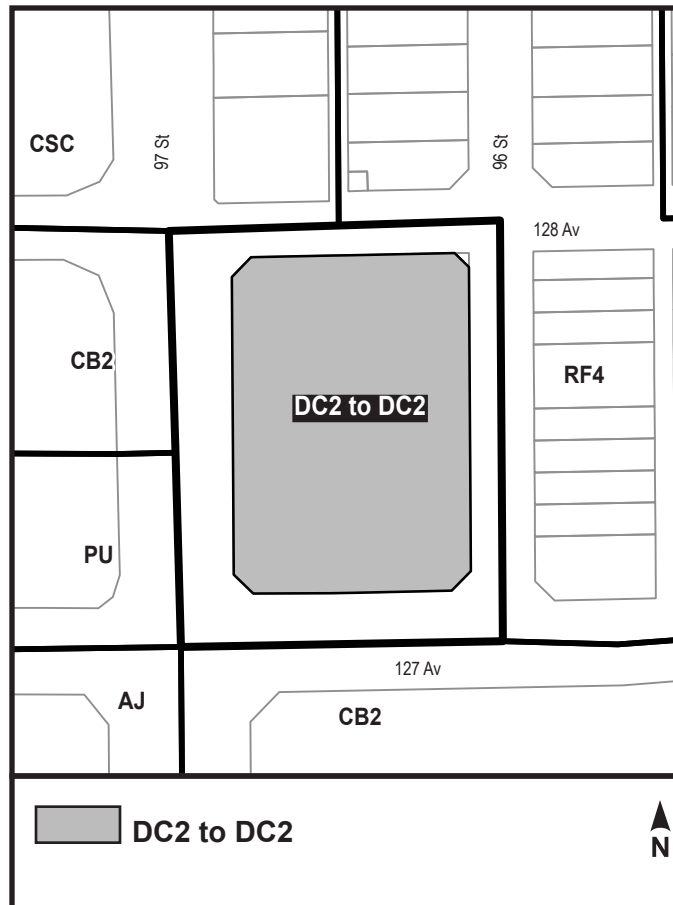 CSC
97 St
96 St
128 Av
CB2
RF4
DC2 to DC2
PU
127 Av
AJ
CB2
DC2 to DC2
N